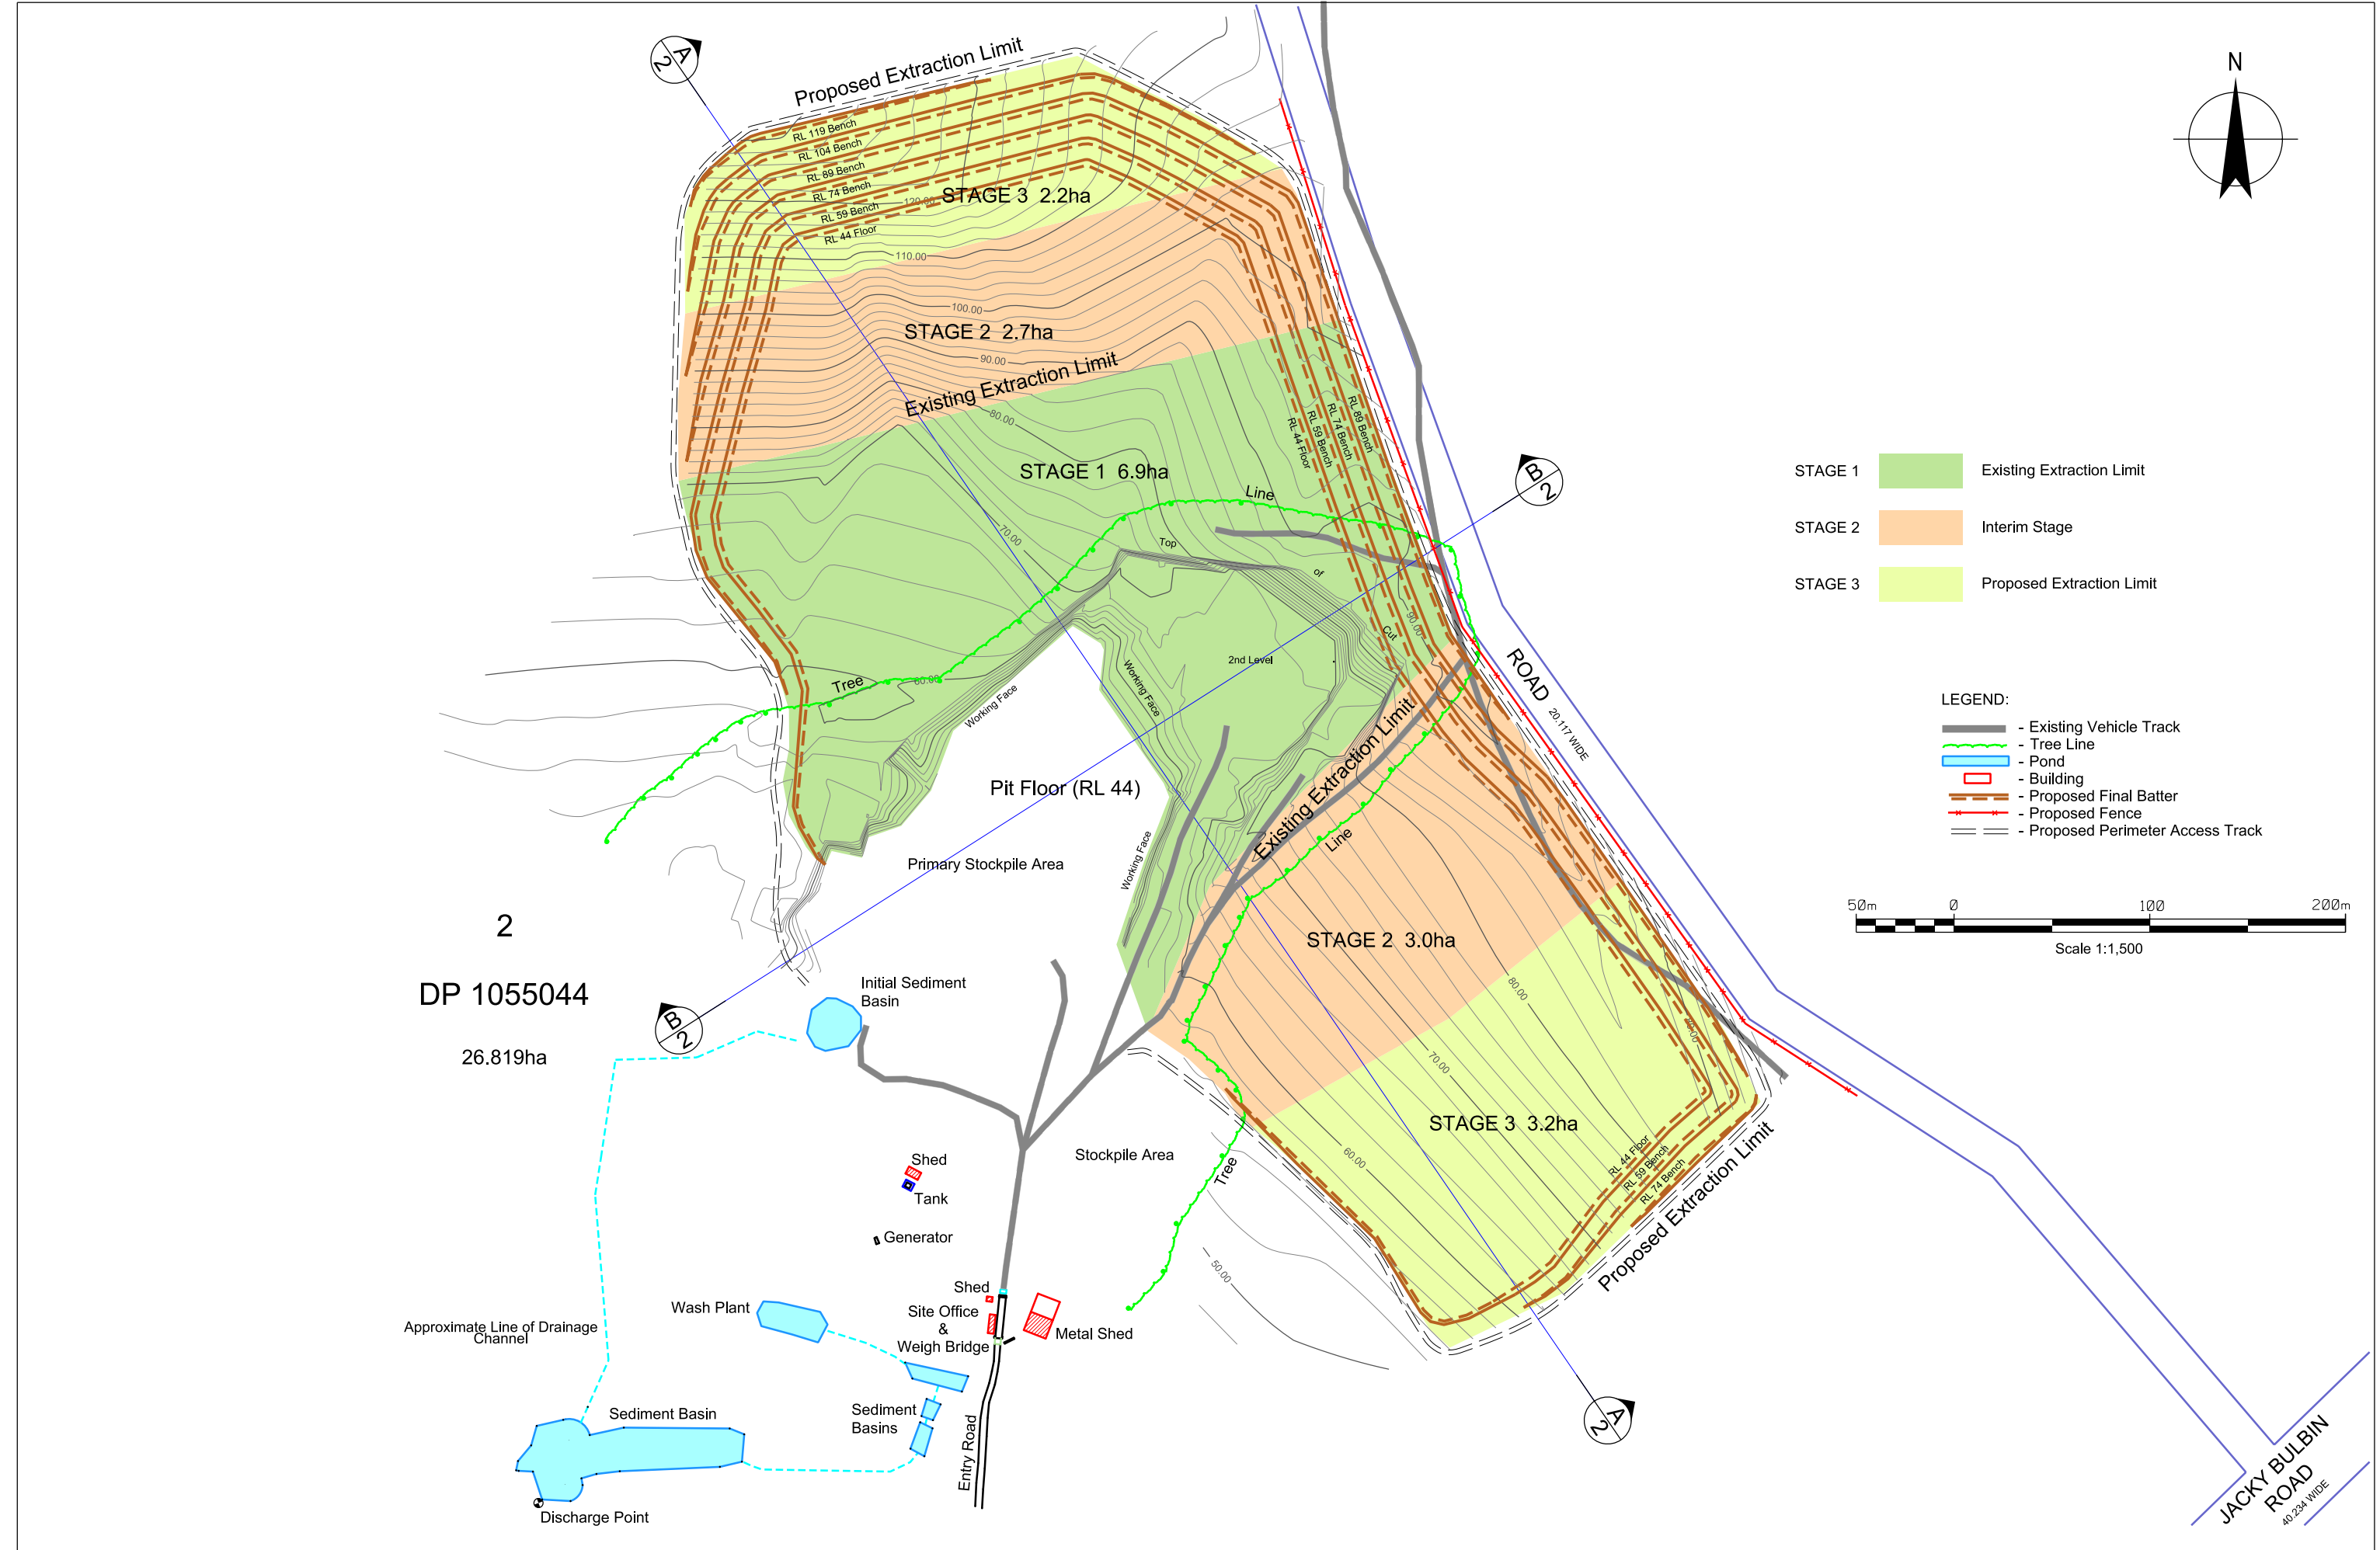 A
2
Proposed Extraction Limit
N
RL 119 Bench
RL 104 Bench
RL 89 Bench
RL 74 Bench
RL 59 Bench
RL 44 Floor
120.00
STAGE 3  2.2ha
110.00
100.00
STAGE 2  2.7ha
90.00
Existing Extraction Limit
80.00
RL 44 Floor
RL 59 Bench
RL 74 Bench
RL 89 Bench
STAGE 1  6.9ha
Line
B
2
70.00
Top
of
Cut
90.00
2nd Level
Tree
60.00
Working Face
Working Face
Working Face
Pit Floor (RL 44)
Primary Stockpile Area
Existing Extraction Limit
Line
ROAD
20.117 WIDE
STAGE 1
Existing Extraction Limit
STAGE 2
Interim Stage
STAGE 3
Proposed Extraction Limit
LEGEND:
- Existing Vehicle Track
- Tree Line
- Pond
- Building
- Proposed Final Batter
- Proposed Fence
- Proposed Perimeter Access Track
50m
0
100
200m
Scale 1:1,500
2
DP 1055044
26.819ha
B
2
Initial Sediment
Basin
STAGE 2  3.0ha
80.00
90.00
70.00
STAGE 3  3.2ha
60.00
RL 44 Floor
RL 59 Bench
RL 74 Bench
Proposed Extraction Limit
Stockpile Area
Tree
50.00
Shed
Tank
Generator
Shed
Site Office
&
Weigh Bridge
Metal Shed
Wash Plant
Approximate Line of Drainage
Channel
Sediment Basin
Sediment
Basins
Entry Road
Discharge Point
A
2
JACKY BULBIN
ROAD
40.234 WIDE